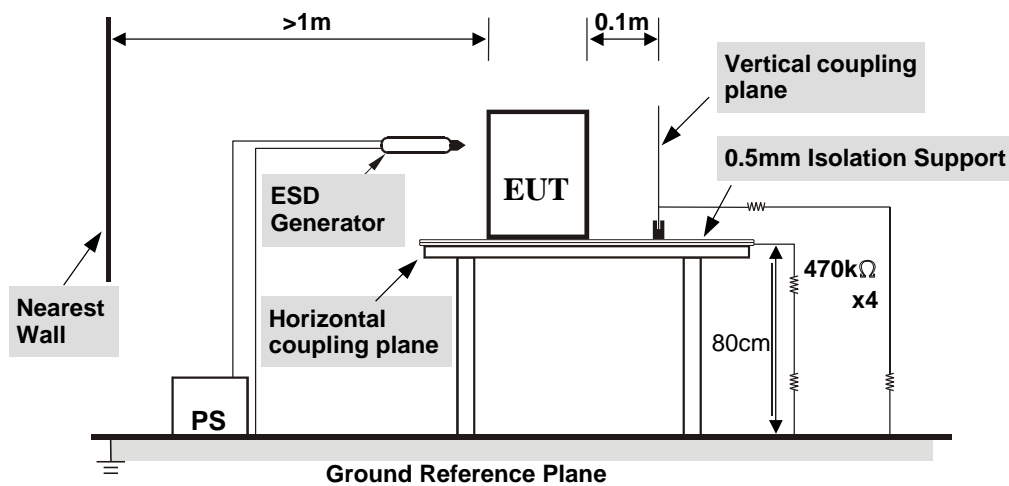 >1m
0.1m
Vertical coupling
plane
0.5mm Isolation Support
ESD
Generator
EUT
Nearest
Wall
Horizontal
coupling plane
470kΩ
x4
80cm
PS
Ground Reference Plane